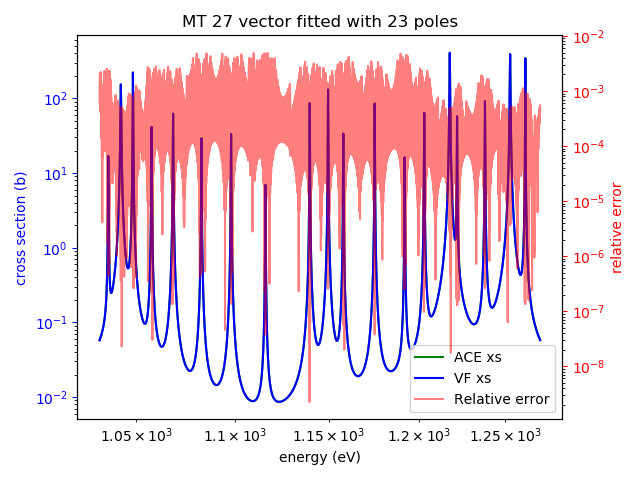 MT 27 vector fitted with 23 poles
10²
10¹
10⁰
10⁻¹
10⁻²
cross section (b)
10⁻²
10⁻³
10⁻⁴
10⁻⁵
10⁻⁶
10⁻⁷
10⁻⁸
relative error
ACE xs
VF xs
Relative error
1.05 × 10³
1.1 × 10³
1.15 × 10³
1.2 × 10³
1.25 × 10³
energy (eV)